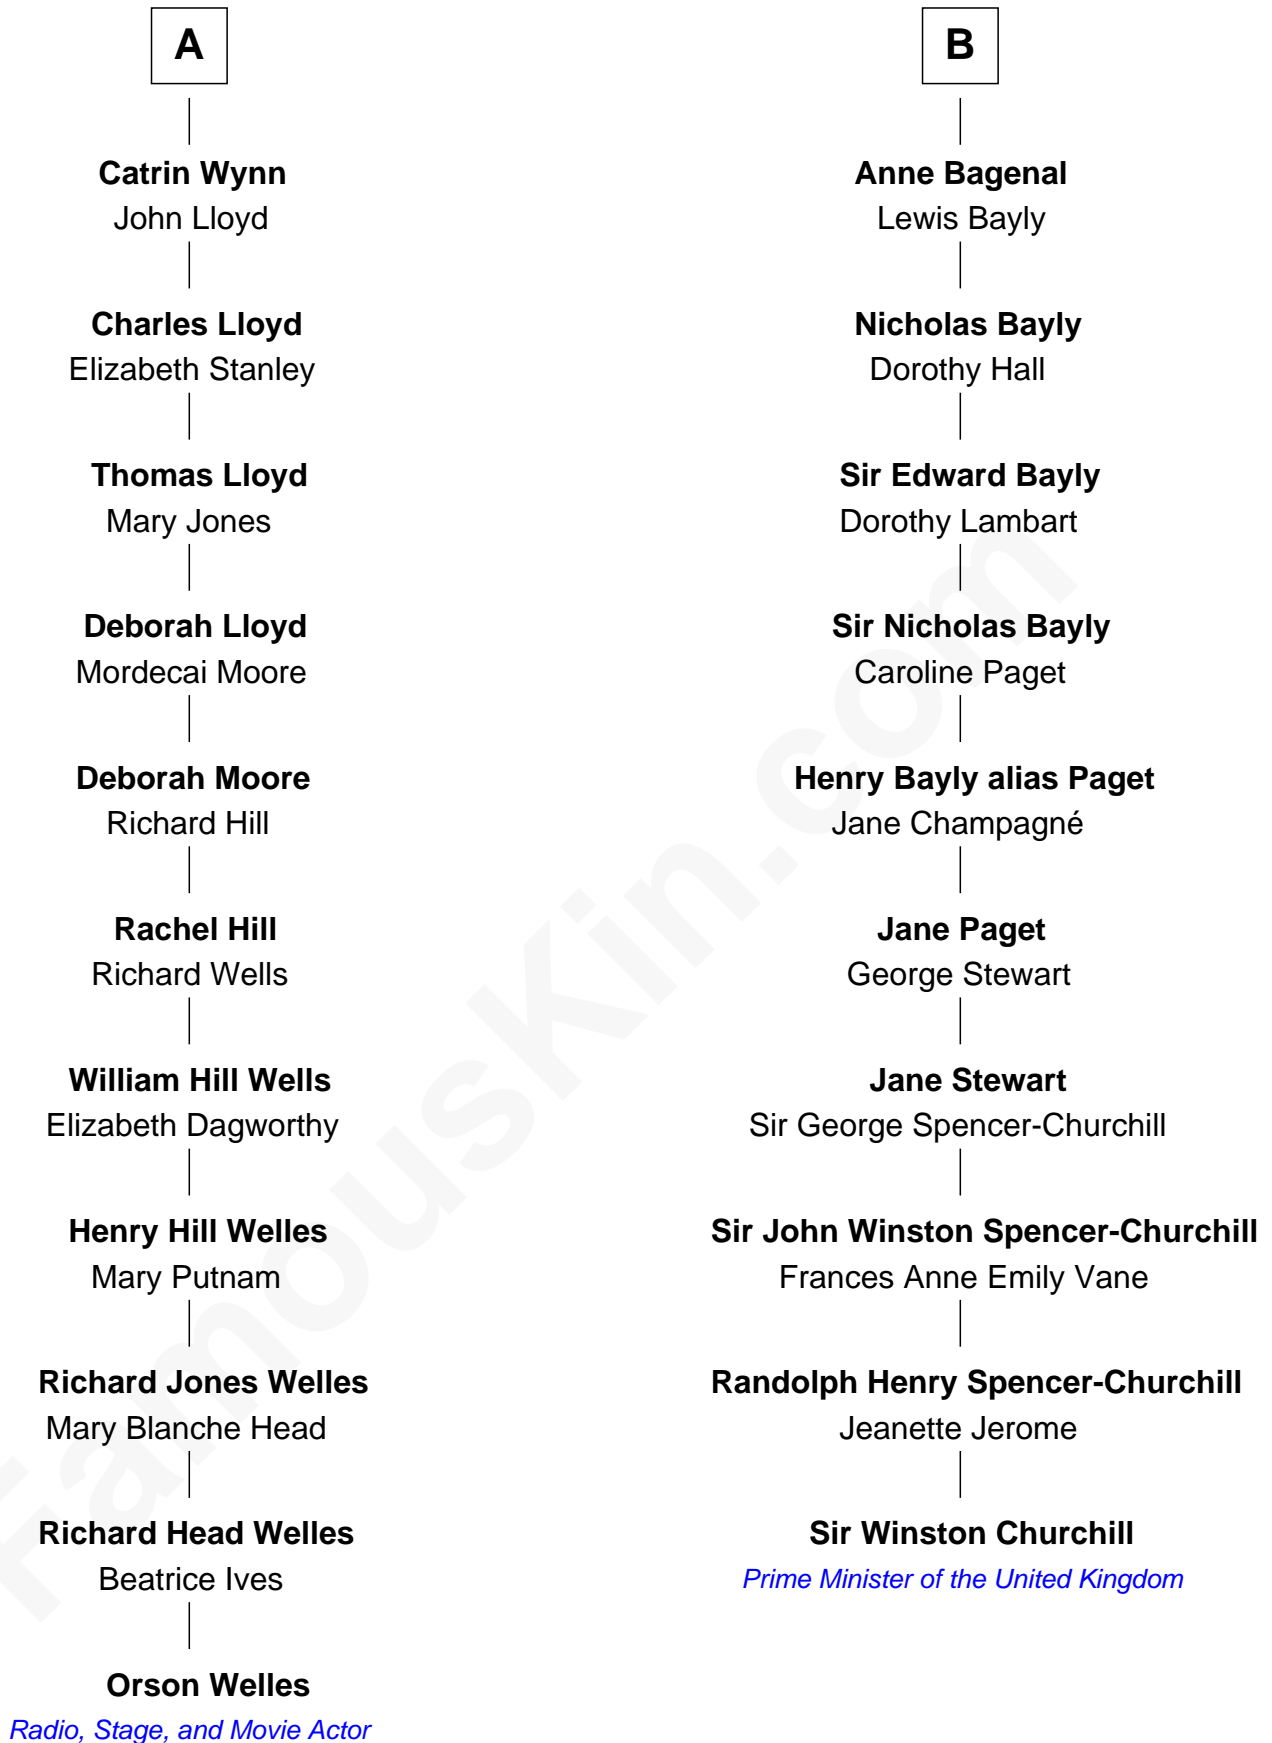 A
Catrin Wynn
John Lloyd
Charles Lloyd
Elizabeth Stanley
Thomas Lloyd
Mary Jones
Deborah Lloyd
Mordecai Moore
Deborah Moore
Richard Hill
Rachel Hill
Richard Wells
William Hill Wells
Elizabeth Dagworthy
Henry Hill Welles
Mary Putnam
Richard Jones Welles
Mary Blanche Head
Richard Head Welles
Beatrice Ives
Orson Welles
Radio, Stage, and Movie Actor
B
Anne Bagenal
Lewis Bayly
Nicholas Bayly
Dorothy Hall
Sir Edward Bayly
Dorothy Lambart
Sir Nicholas Bayly
Caroline Paget
Henry Bayly alias Paget
Jane Champagné
Jane Paget
George Stewart
Jane Stewart
Sir George Spencer-Churchill
Sir John Winston Spencer-Churchill
Frances Anne Emily Vane
Randolph Henry Spencer-Churchill
Jeanette Jerome
Sir Winston Churchill
Prime Minister of the United Kingdom
FamousKin.com